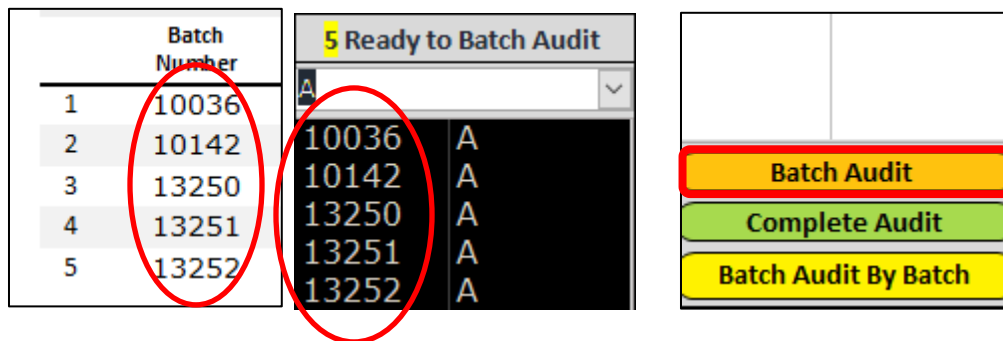 Batch
Number
1 10036
2 10142
3 13250
4 13251
5 13252
5 Ready to Batch Audit
A
10036 A
10142 A
13250 A
13251 A
13252 A
Batch Audit
Complete Audit
Batch Audit By Batch